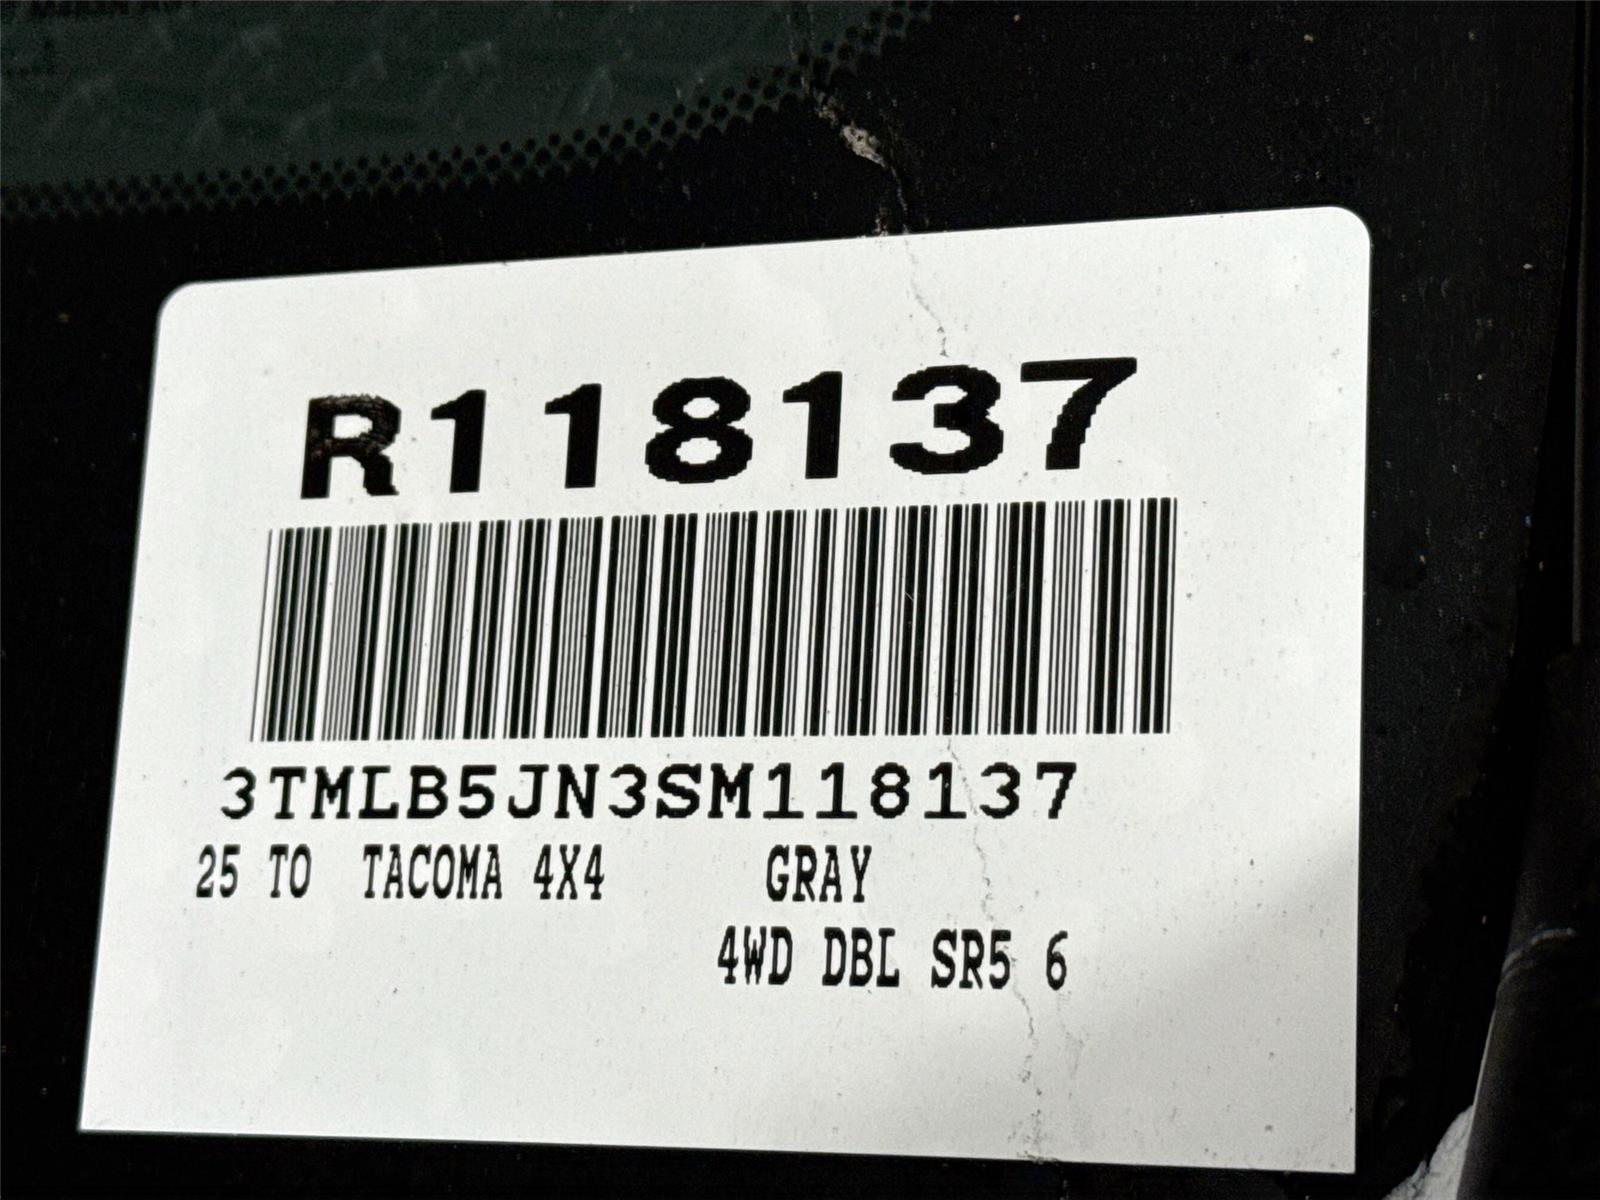 R118137
3TMLB5JN3SM118137
25 TO TACOMA 4X4 GRAY
4WD DBL SR5 6